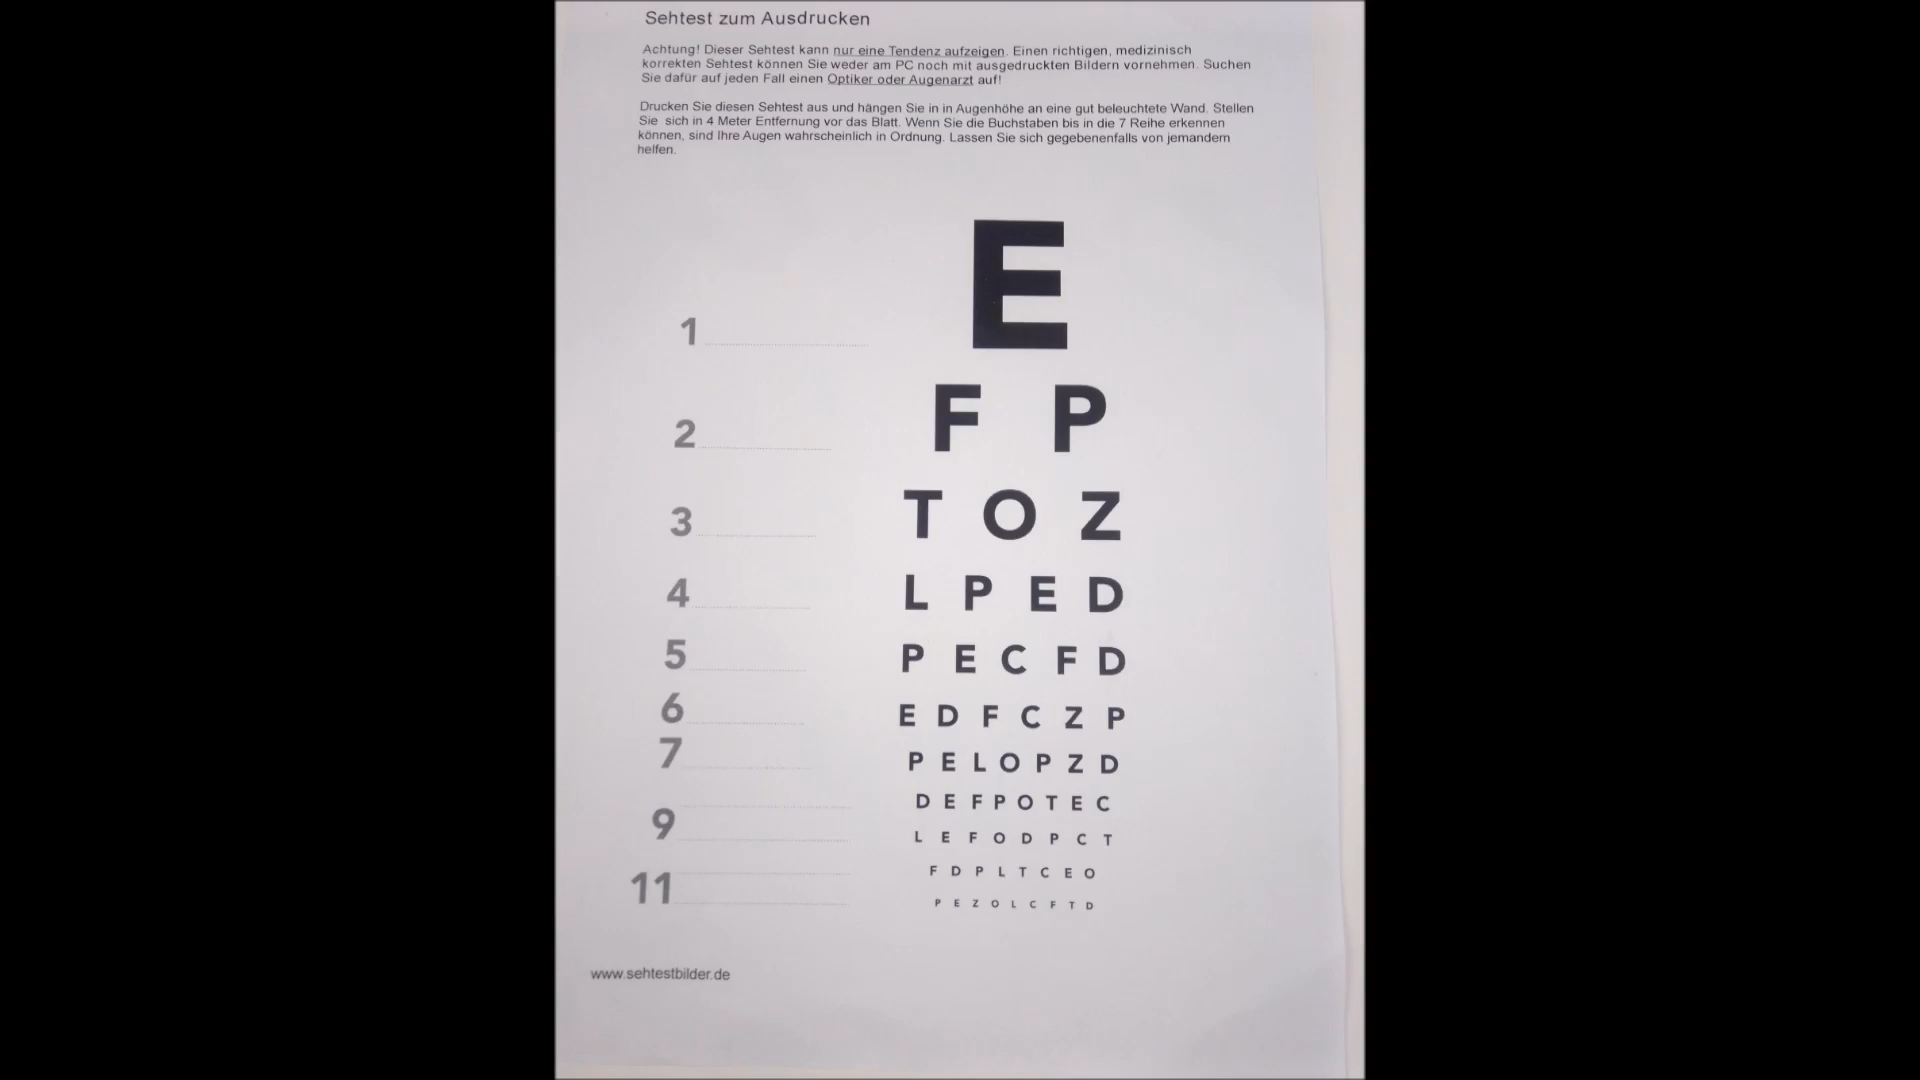 Sehtest zum Ausdrucken
Achtung! Dieser Sehtest kann nur eine Tendenz aufzeigen. Einen richtigen, medizinisch
korrekten Sehtest können Sie weder am PC noch mit ausgedruckten Bildern vornehmen. Suchen
Sie dafür auf jeden Fall einen Optiker oder Augenarzt auf!
Drucken Sie diesen Sehtest aus und hängen Sie in in Augenhöhe an eine gut beleuchtete Wand. Stellen
Sie sich in 4 Meter Entfernung vor das Blatt. Wenn Sie die Buchstaben bis in die 7 Reihe erkennen
können, sind Ihre Augen wahrscheinlich in Ordnung. Lassen Sie sich gegebenenfalls von jemandem
helfen.
1 E
2 F P
3 T O Z
4 L P E D
5 P E C F D
6 E D F C Z P
7 P E L O P Z D
D E F P O T E C
9 L E F O D P C T
F D P L T C E O
11 P E Z O L C F T D
www.sehtestbilder.de